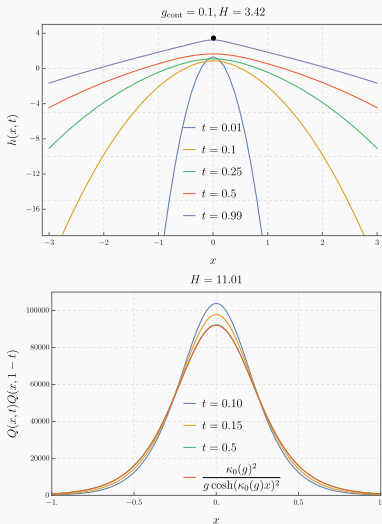 g_cont = 0.1, H = 3.42
4
0
−4
−8
−12
−16
h(x, t)
t = 0.01
t = 0.1
t = 0.25
t = 0.5
t = 0.99
−3 −2 −1 0 1 2 3
x
H = 11.01
100000
80000
60000
40000
20000
0
Q(x, t)Q(x, 1 − t)
t = 0.10
t = 0.15
t = 0.5
κ₀(g)²
g cosh(κ₀(g)x)²
−1. −0.5 0. 0.5 1.
x